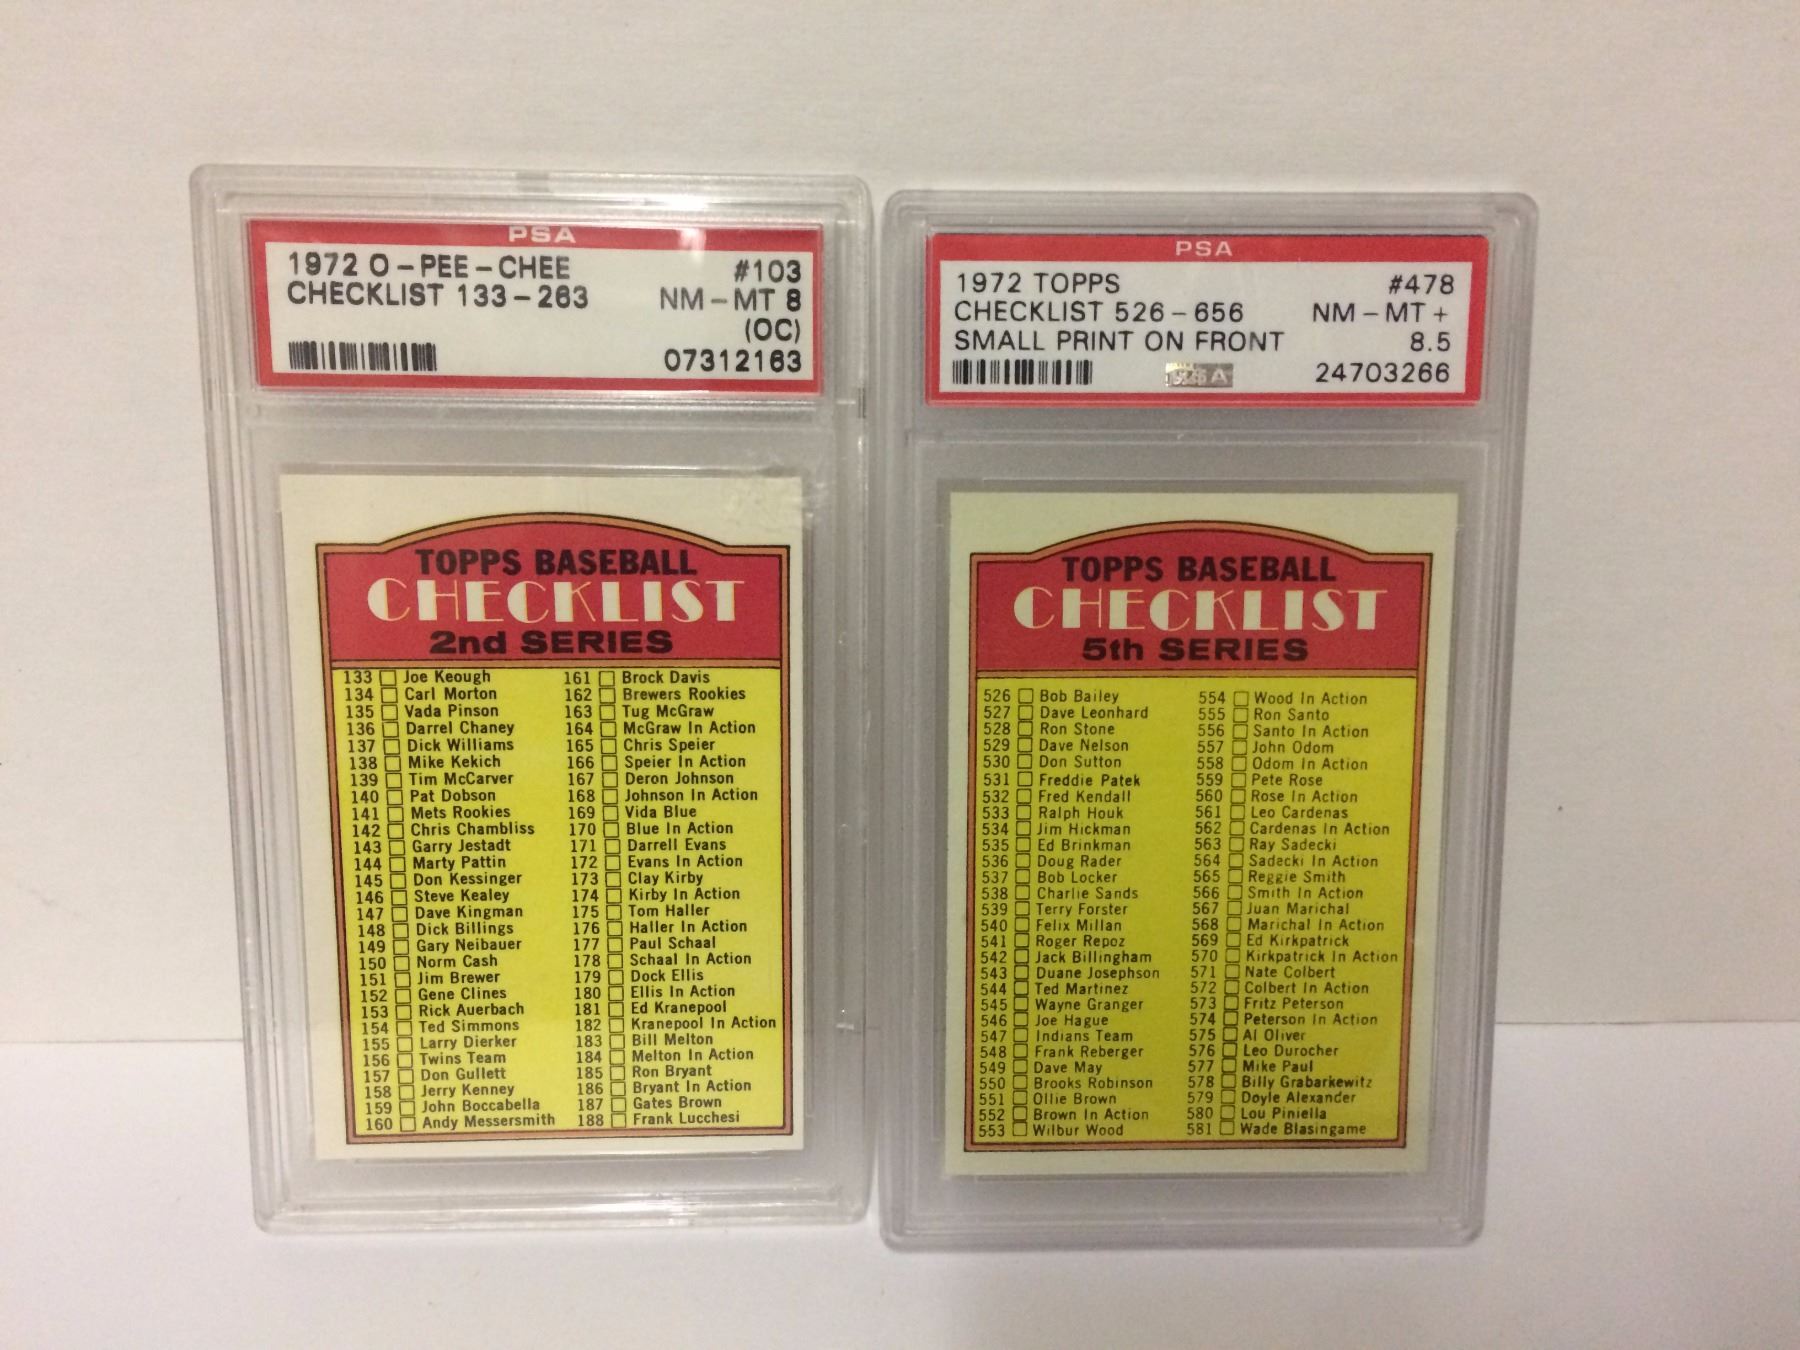 PSA
1972 O-PEE-CHEE #103
CHECKLIST 133-263 NM-MT 8
(OC)
07312163
TOPPS BASEBALL
CHECKLIST
2nd SERIES
133 Joe Keough
134 Carl Morton
135 Vada Pinson
136 Darrel Chaney
137 Dick Williams
138 Mike Kekich
139 Tim McCarver
140 Pat Dobson
141 Mets Rookies
142 Chris Chambliss
143 Garry Jestadt
144 Marty Pattin
145 Don Kessinger
146 Steve Kealey
147 Dave Kingman
148 Dick Billings
149 Gary Neibauer
150 Norm Cash
151 Jim Brewer
152 Gene Clines
153 Rick Auerbach
154 Ted Simmons
155 Larry Dierker
156 Twins Team
157 Don Gullett
158 Jerry Kenney
159 John Boccabella
160 Andy Messersmith
161 Brock Davis
162 Brewers Rookies
163 Tug McGraw
164 McGraw In Action
165 Chris Speier
166 Speier In Action
167 Deron Johnson
168 Johnson In Action
169 Vida Blue
170 Blue In Action
171 Darrell Evans
172 Evans In Action
173 Clay Kirby
174 Kirby In Action
175 Tom Haller
176 Haller In Action
177 Paul Schaal
178 Schaal In Action
179 Dock Ellis
180 Ellis In Action
181 Ed Kranepool
182 Kranepool In Action
183 Bill Melton
184 Melton In Action
185 Ron Bryant
186 Bryant In Action
187 Gates Brown
188 Frank Lucchesi
PSA
1972 TOPPS #478
CHECKLIST 526-656 NM-MT +
SMALL PRINT ON FRONT 8.5
PSA 24703266
TOPPS BASEBALL
CHECKLIST
5th SERIES
526 Bob Bailey
527 Dave Leonhard
528 Ron Stone
529 Dave Nelson
530 Don Sutton
531 Freddie Patek
532 Fred Kendall
533 Ralph Houk
534 Jim Hickman
535 Ed Brinkman
536 Doug Rader
537 Bob Locker
538 Charlie Sands
539 Terry Forster
540 Felix Millan
541 Roger Repoz
542 Jack Billingham
543 Duane Josephson
544 Ted Martinez
545 Wayne Granger
546 Joe Hague
547 Indians Team
548 Frank Reberger
549 Dave May
550 Brooks Robinson
551 Ollie Brown
552 Brown In Action
553 Wilbur Wood
554 Wood In Action
555 Ron Santo
556 Santo In Action
557 John Odom
558 Odom In Action
559 Pete Rose
560 Rose In Action
561 Leo Cardenas
562 Cardenas In Action
563 Ray Sadecki
564 Sadecki In Action
565 Reggie Smith
566 Smith In Action
567 Juan Marichal
568 Marichal In Action
569 Ed Kirkpatrick
570 Kirkpatrick In Action
571 Nate Colbert
572 Colbert In Action
573 Fritz Peterson
574 Peterson In Action
575 Al Oliver
576 Leo Durocher
577 Mike Paul
578 Billy Grabarkewitz
579 Doyle Alexander
580 Lou Piniella
581 Wade Blasingame